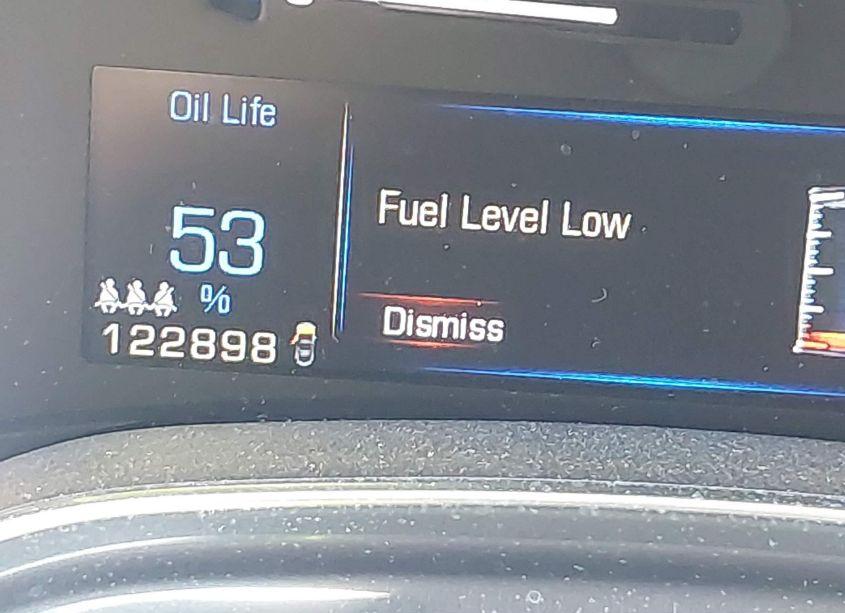 Oil Life
53
%
122898
Fuel Level Low
Dismiss